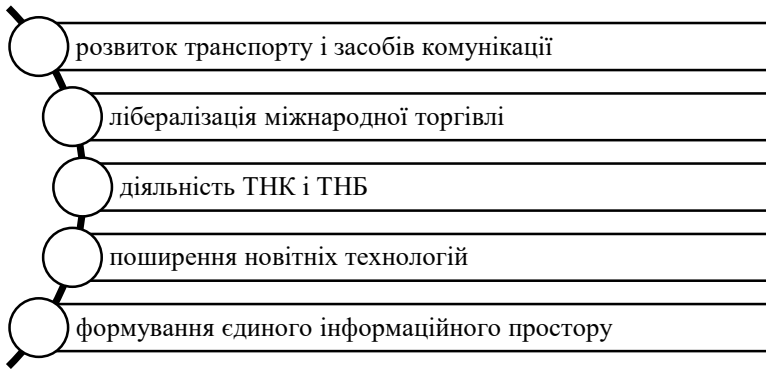 розвиток транспорту і засобів комунікації
лібералізація міжнародної торгівлі
діяльність ТНК і ТНБ
поширення новітніх технологій
формування єдиного інформаційного простору